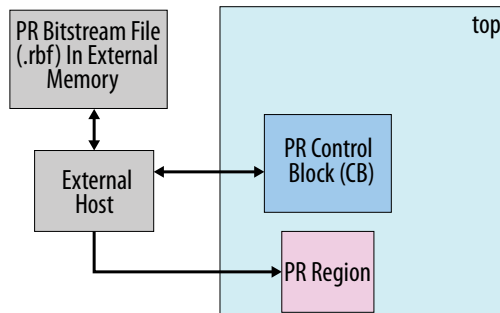 PR Bitstream File
(.rbf) In External
Memory
top
External
Host
PR Control
Block (CB)
PR Region